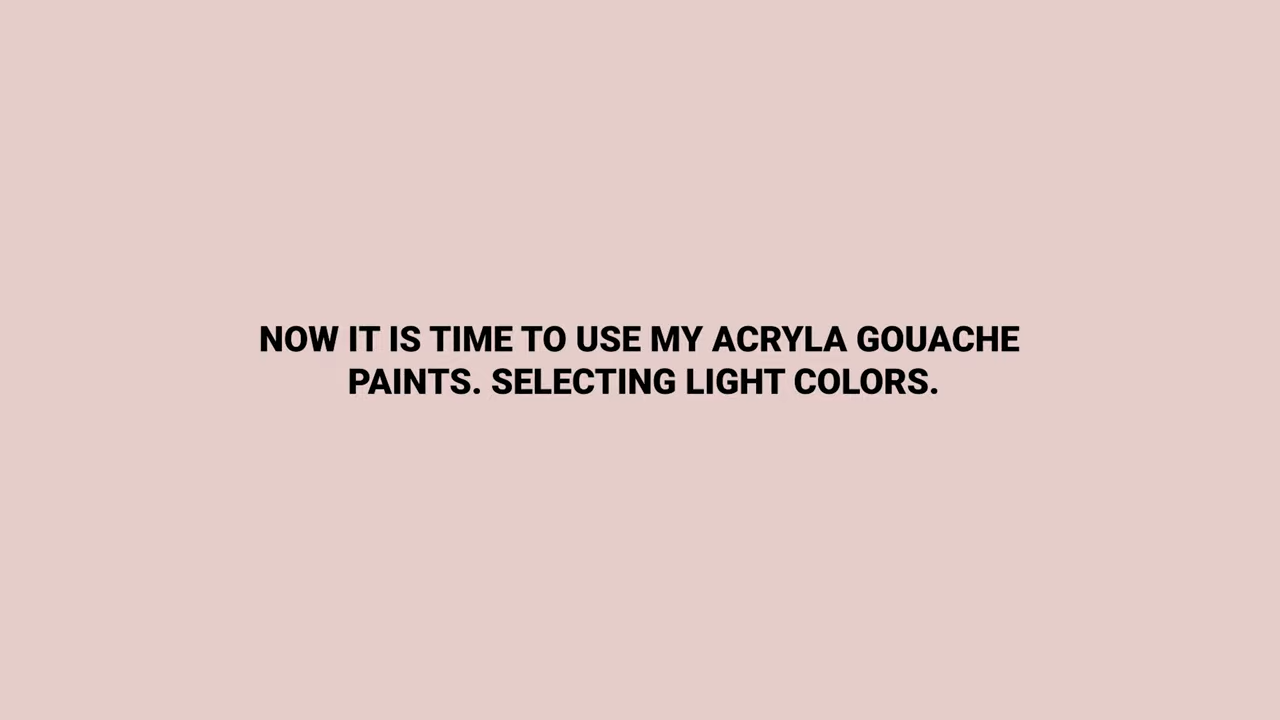 NOW IT IS TIME TO USE MY ACRYLA GOUACHE
PAINTS. SELECTING LIGHT COLORS.